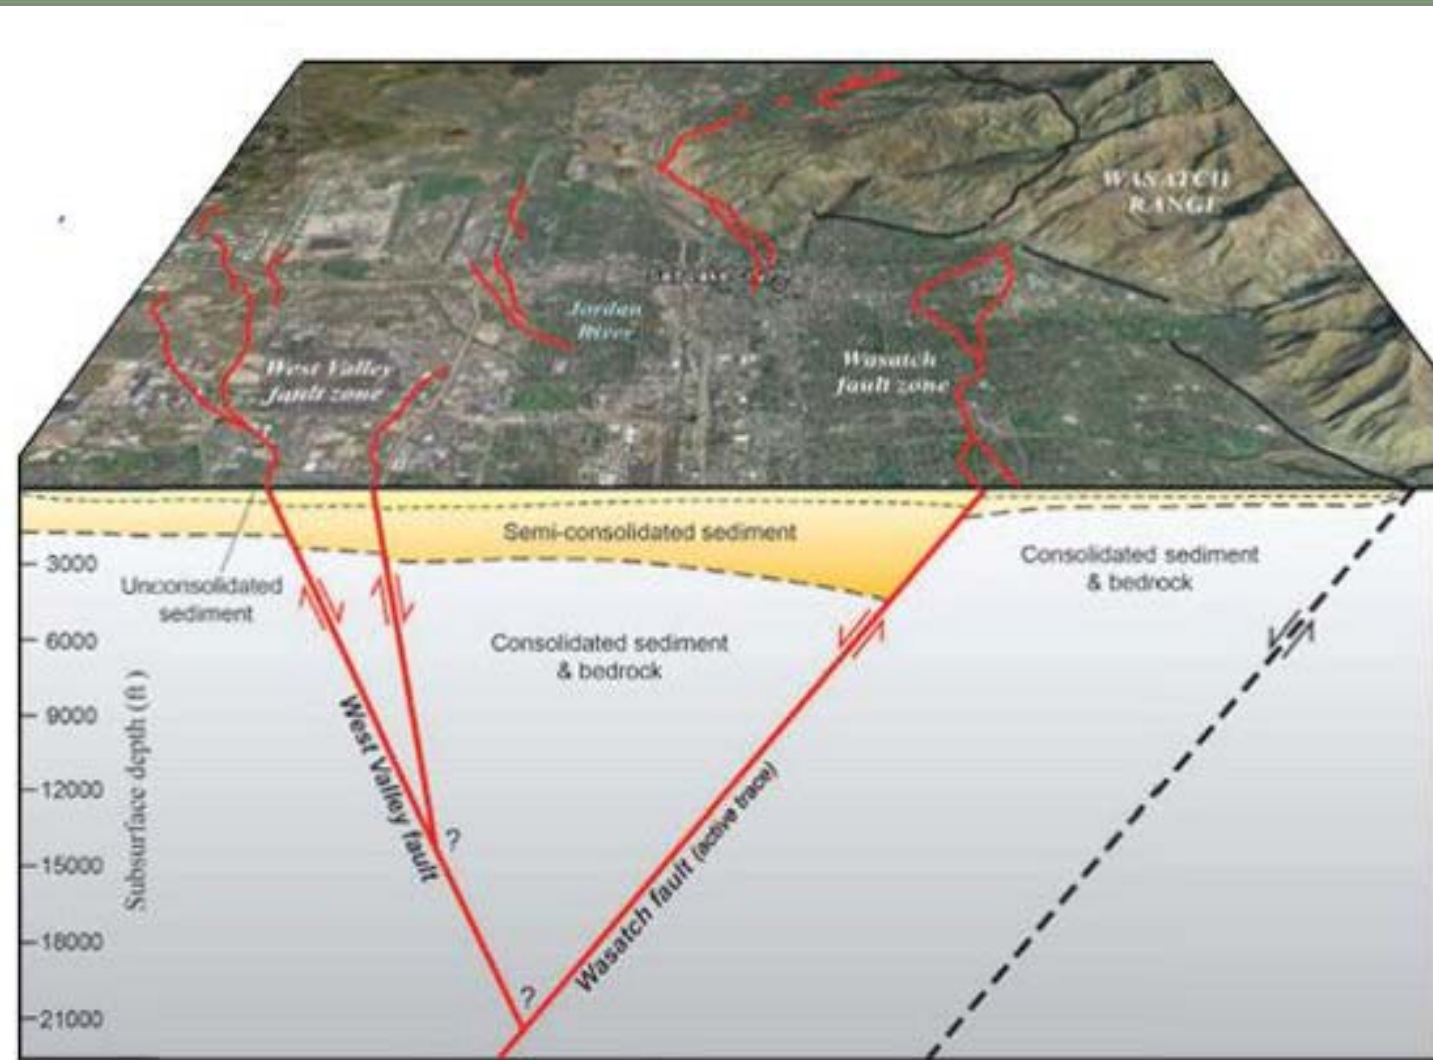 WASATCH
RANGE
Jordan
River
West Valley
fault zone
Wasatch
fault zone
Semi-consolidated sediment
Unconsolidated
sediment
Consolidated sediment
& bedrock
Consolidated sediment
& bedrock
3000
6000
9000
12000
15000
18000
21000
Subsurface depth (ft)
West Valley fault
?
Wasatch fault (active trace)
?